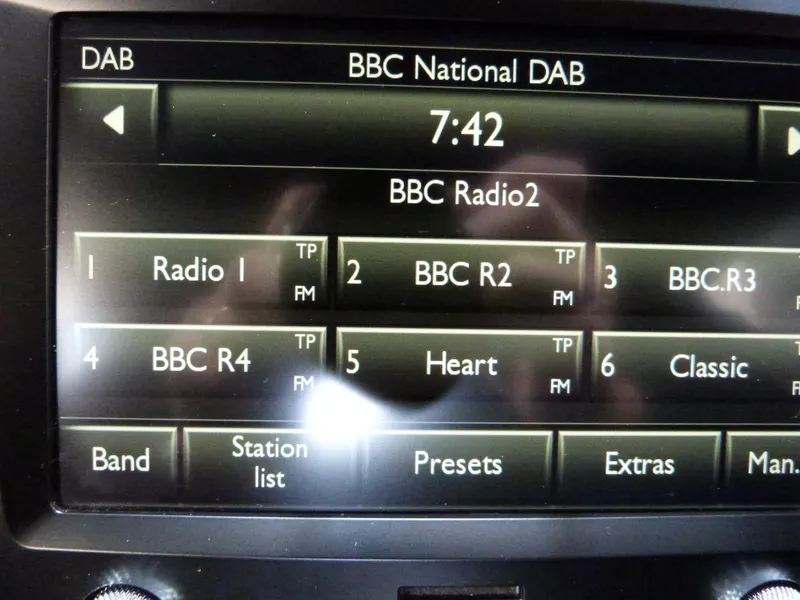 DAB
BBC National DAB
7:42
BBC Radio2
1 Radio 1 TP FM
2 BBC R2 TP FM
3 BBC.R3
4 BBC R4 TP FM
5 Heart TP FM
6 Classic
Band
Station
list
Presets
Extras
Man.